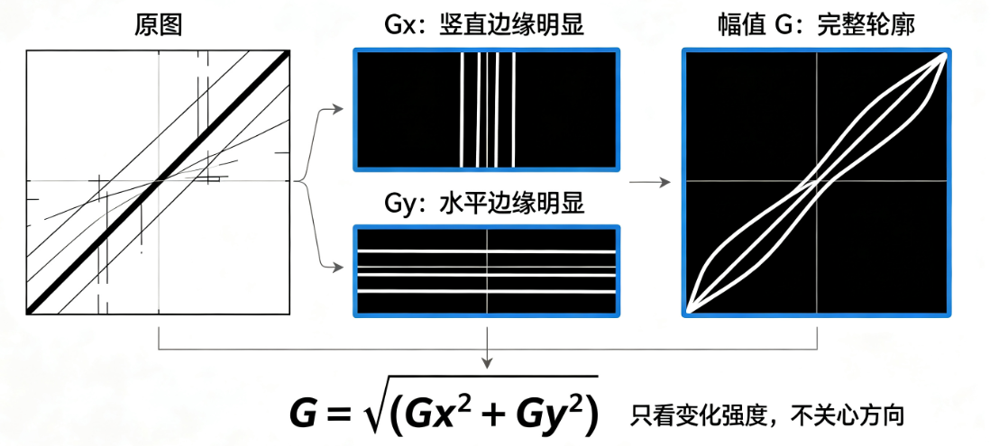 原图
Gx：竖直边缘明显
幅值 G：完整轮廓
Gy：水平边缘明显
G = √(Gx² + Gy²)
只看变化强度，不关心方向